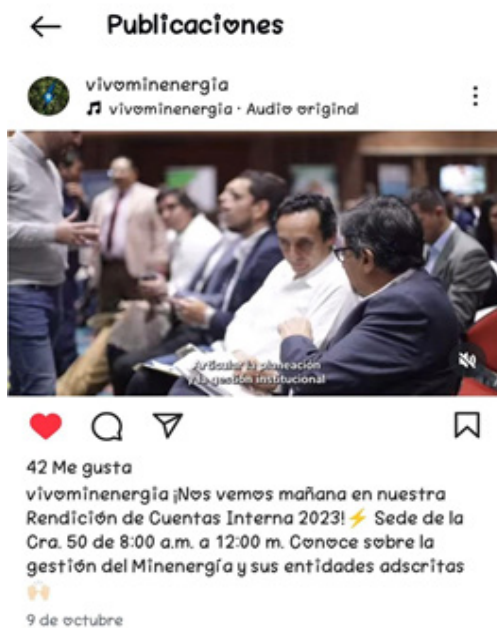 Publicaciones
vivominenergia
vivominenergia · Audio original
Articular la planeación
y la gestión institucional
42 Me gusta
vivominenergia ¡Nos vemos mañana en nuestra
Rendición de Cuentas Interna 2023!⚡ Sede de la
Cra. 50 de 8:00 a.m. a 12:00 m. Conoce sobre la
gestión del Minenergía y sus entidades adscritas
🙌🏻
9 de octubre